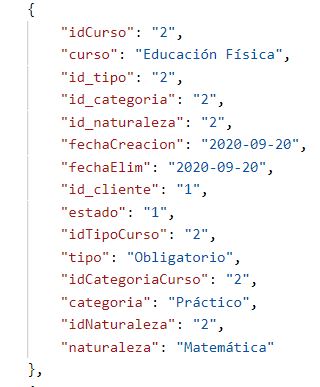 {
"idCurso": "2",
"curso": "Educación Física",
"id_tipo": "2",
"id_categoria": "2",
"id_naturaleza": "2",
"fechaCreacion": "2020-09-20",
"fechaElim": "2020-09-20",
"id_cliente": "1",
"estado": "1",
"idTipoCurso": "2",
"tipo": "Obligatorio",
"idCategoriaCurso": "2",
"categoria": "Práctico",
"idNaturaleza": "2",
"naturaleza": "Matemática"
},